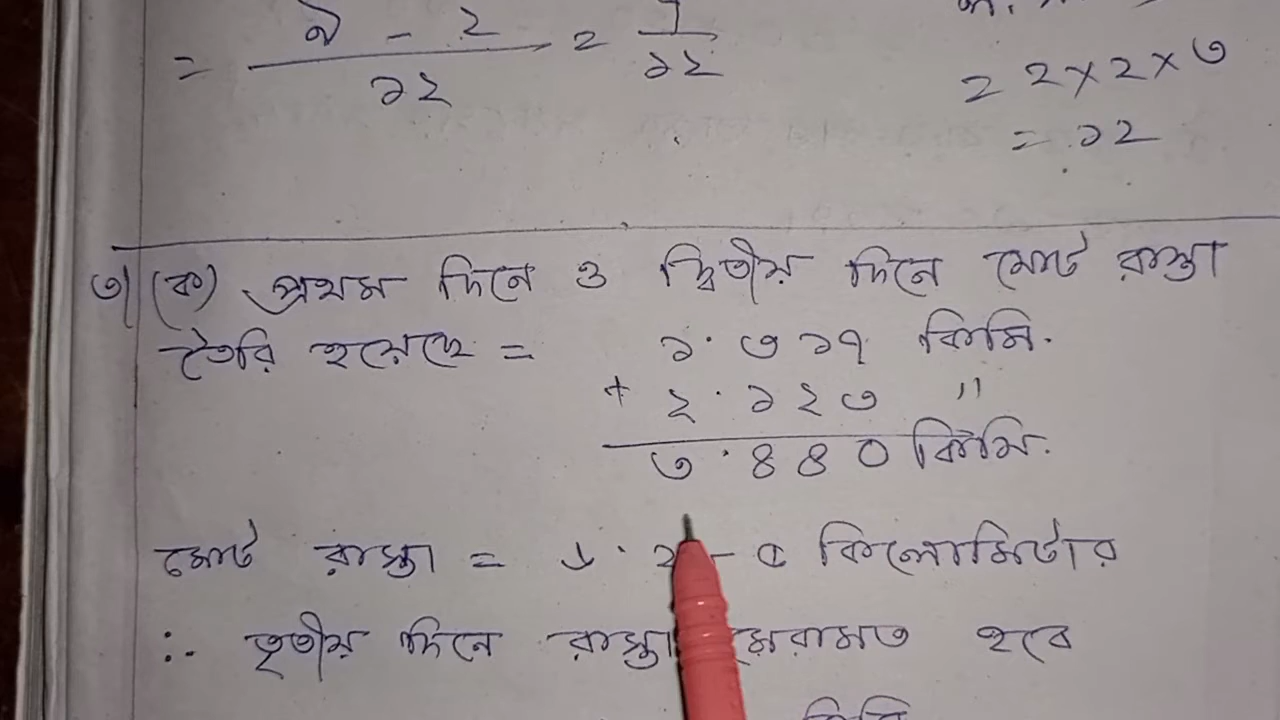 = ৯ - ২ / ১২ = ৭ / ১২
= ২×২×৩
= ১২
৩) (ক) প্রথম দিনে ও দ্বিতীয় দিনে মোট রাস্তা
তৈরি হয়েছে = ১.৩১৭ কিমি.
+ ২.১২৩ "
৩.৪৪০ কিমি.
মোট রাস্তা = কিলোমিটার
∴ তৃতীয় দিনে রাস্তা মেরামত হবে